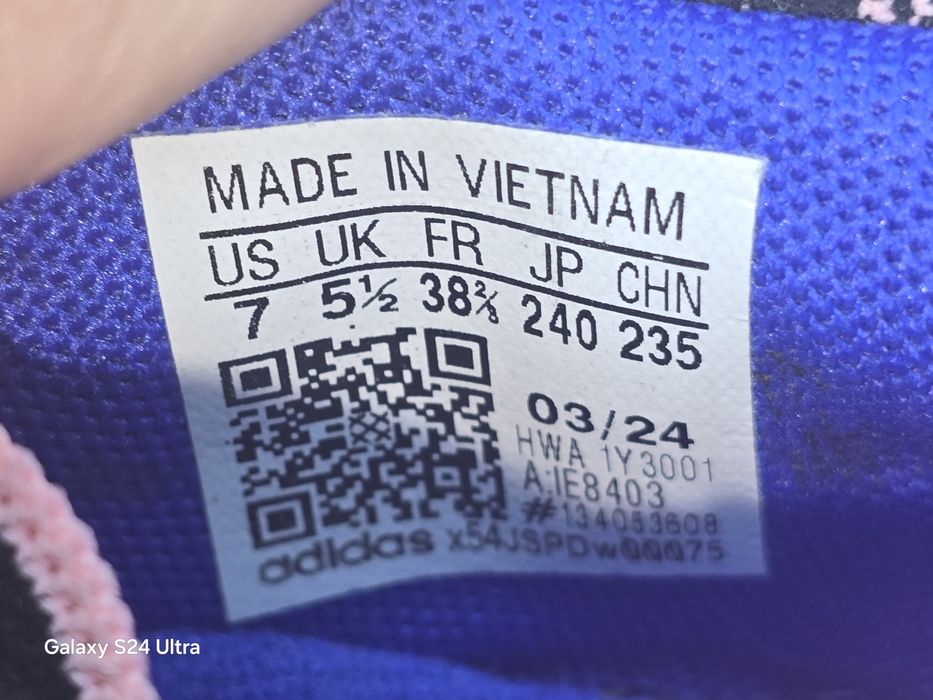 MADE IN VIETNAM
US UK FR JP CHN
7 5½ 38⅔ 240 235
03/24
HWA 1Y3001
A:IE8403
#134053608
adidas x54JSPDw00075
Galaxy S24 Ultra